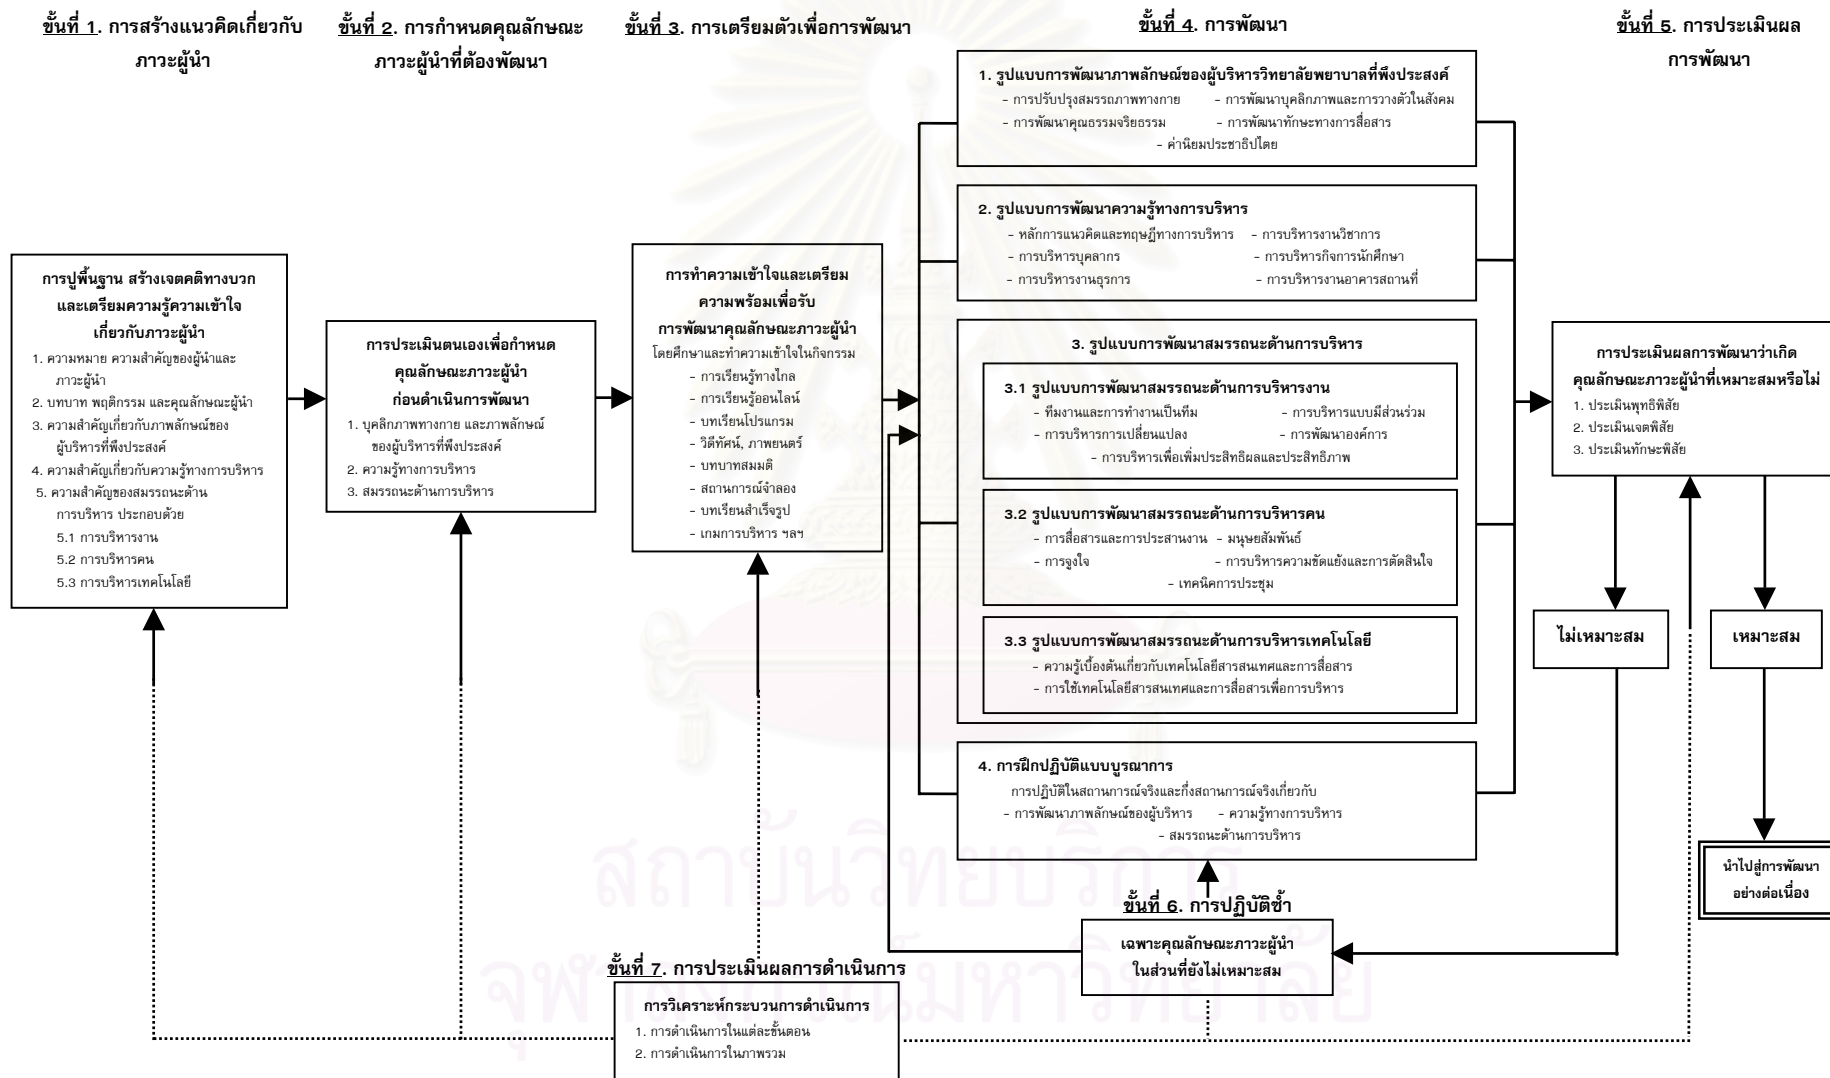 ขั้นที่ 1. การสร้างแนวคิดเกี่ยวกับ
ภาวะผู้นำ
ขั้นที่ 2. การกำหนดคุณลักษณะ
ภาวะผู้นำที่ต้องพัฒนา
ขั้นที่ 3. การเตรียมตัวเพื่อการพัฒนา
ขั้นที่ 4. การพัฒนา
ขั้นที่ 5. การประเมินผล
การพัฒนา
การปูพื้นฐาน สร้างเจตคติทางบวก
และเตรียมความรู้ความเข้าใจ
เกี่ยวกับภาวะผู้นำ
1. ความหมาย ความสำคัญของผู้นำและ
ภาวะผู้นำ
2. บทบาท พฤติกรรม และคุณลักษณะผู้นำ
3. ความสำคัญเกี่ยวกับภาพลักษณ์ของ
ผู้บริหารที่พึงประสงค์
4. ความสำคัญเกี่ยวกับความรู้ทางการบริหาร
5. ความสำคัญของสมรรถนะด้าน
การบริหาร ประกอบด้วย
5.1 การบริหารงาน
5.2 การบริหารคน
5.3 การบริหารเทคโนโลยี
การประเมินตนเองเพื่อกำหนด
คุณลักษณะภาวะผู้นำ
ก่อนดำเนินการพัฒนา
1. บุคลิกภาพทางกาย และภาพลักษณ์
ของผู้บริหารที่พึงประสงค์
2. ความรู้ทางการบริหาร
3. สมรรถนะด้านการบริหาร
การทำความเข้าใจและเตรียม
ความพร้อมเพื่อรับ
การพัฒนาคุณลักษณะภาวะผู้นำ
โดยศึกษาและทำความเข้าใจในกิจกรรม
- การเรียนรู้ทางไกล
- การเรียนรู้ออนไลน์
- บทเรียนโปรแกรม
- วิดีทัศน์, ภาพยนตร์
- บทบาทสมมติ
- สถานการณ์จำลอง
- บทเรียนสำเร็จรูป
- เกมการบริหาร ฯลฯ
1. รูปแบบการพัฒนาภาพลักษณ์ของผู้บริหารวิทยาลัยพยาบาลที่พึงประสงค์
- การปรับปรุงสมรรถภาพทางกาย - การพัฒนาบุคลิกภาพและการวางตัวในสังคม
- การพัฒนาคุณธรรมจริยธรรม - การพัฒนาทักษะทางการสื่อสาร
- ค่านิยมประชาธิปไตย
2. รูปแบบการพัฒนาความรู้ทางการบริหาร
- หลักการแนวคิดและทฤษฎีทางการบริหาร - การบริหารงานวิชาการ
- การบริหารบุคลากร - การบริหารกิจการนักศึกษา
- การบริหารงานธุรการ - การบริหารงานอาคารสถานที่
3. รูปแบบการพัฒนาสมรรถนะด้านการบริหาร
3.1 รูปแบบการพัฒนาสมรรถนะด้านการบริหารงาน
- ทีมงานและการทำงานเป็นทีม - การบริหารแบบมีส่วนร่วม
- การบริหารการเปลี่ยนแปลง - การพัฒนาองค์การ
- การบริหารเพื่อเพิ่มประสิทธิผลและประสิทธิภาพ
3.2 รูปแบบการพัฒนาสมรรถนะด้านการบริหารคน
- การสื่อสารและการประสานงาน - มนุษยสัมพันธ์
- การจูงใจ - การบริหารความขัดแย้งและการตัดสินใจ
- เทคนิคการประชุม
3.3 รูปแบบการพัฒนาสมรรถนะด้านการบริหารเทคโนโลยี
- ความรู้เบื้องต้นเกี่ยวกับเทคโนโลยีสารสนเทศและการสื่อสาร
- การใช้เทคโนโลยีสารสนเทศและการสื่อสารเพื่อการบริหาร
4. การฝึกปฏิบัติแบบบูรณาการ
การปฏิบัติในสถานการณ์จริงและกึ่งสถานการณ์จริงเกี่ยวกับ
- การพัฒนาภาพลักษณ์ของผู้บริหาร - ความรู้ทางการบริหาร
- สมรรถนะด้านการบริหาร
การประเมินผลการพัฒนาว่าเกิด
คุณลักษณะภาวะผู้นำที่เหมาะสมหรือไม่
1. ประเมินพุทธิพิสัย
2. ประเมินเจตพิสัย
3. ประเมินทักษะพิสัย
ไม่เหมาะสม
เหมาะสม
นำไปสู่การพัฒนา
อย่างต่อเนื่อง
ขั้นที่ 6. การปฏิบัติซ้ำ
เฉพาะคุณลักษณะภาวะผู้นำ
ในส่วนที่ยังไม่เหมาะสม
ขั้นที่ 7. การประเมินผลการดำเนินการ
การวิเคราะห์กระบวนการดำเนินการ
1. การดำเนินการในแต่ละขั้นตอน
2. การดำเนินการในภาพรวม
สถาบันวิทยบริการ
จุฬาลงกรณ์มหาวิทยาลัย